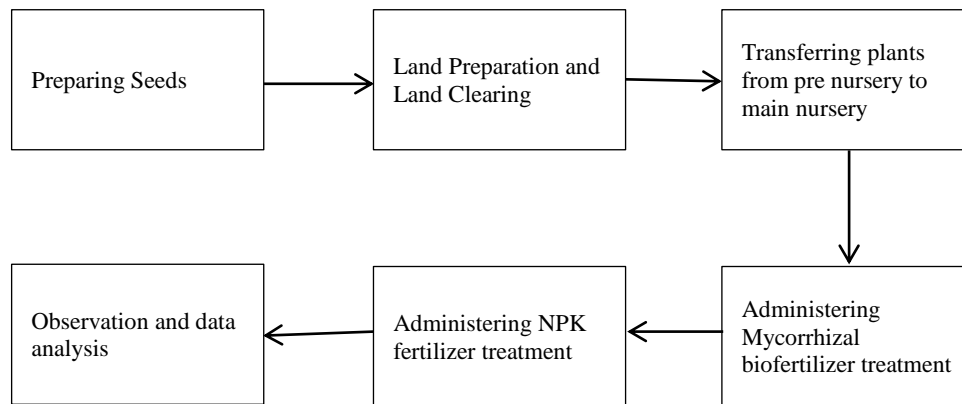 Preparing Seeds
Land Preparation and
Land Clearing
Transferring plants
from pre nursery to
main nursery
Administering
Mycorrhizal
biofertilizer treatment
Administering NPK
fertilizer treatment
Observation and data
analysis